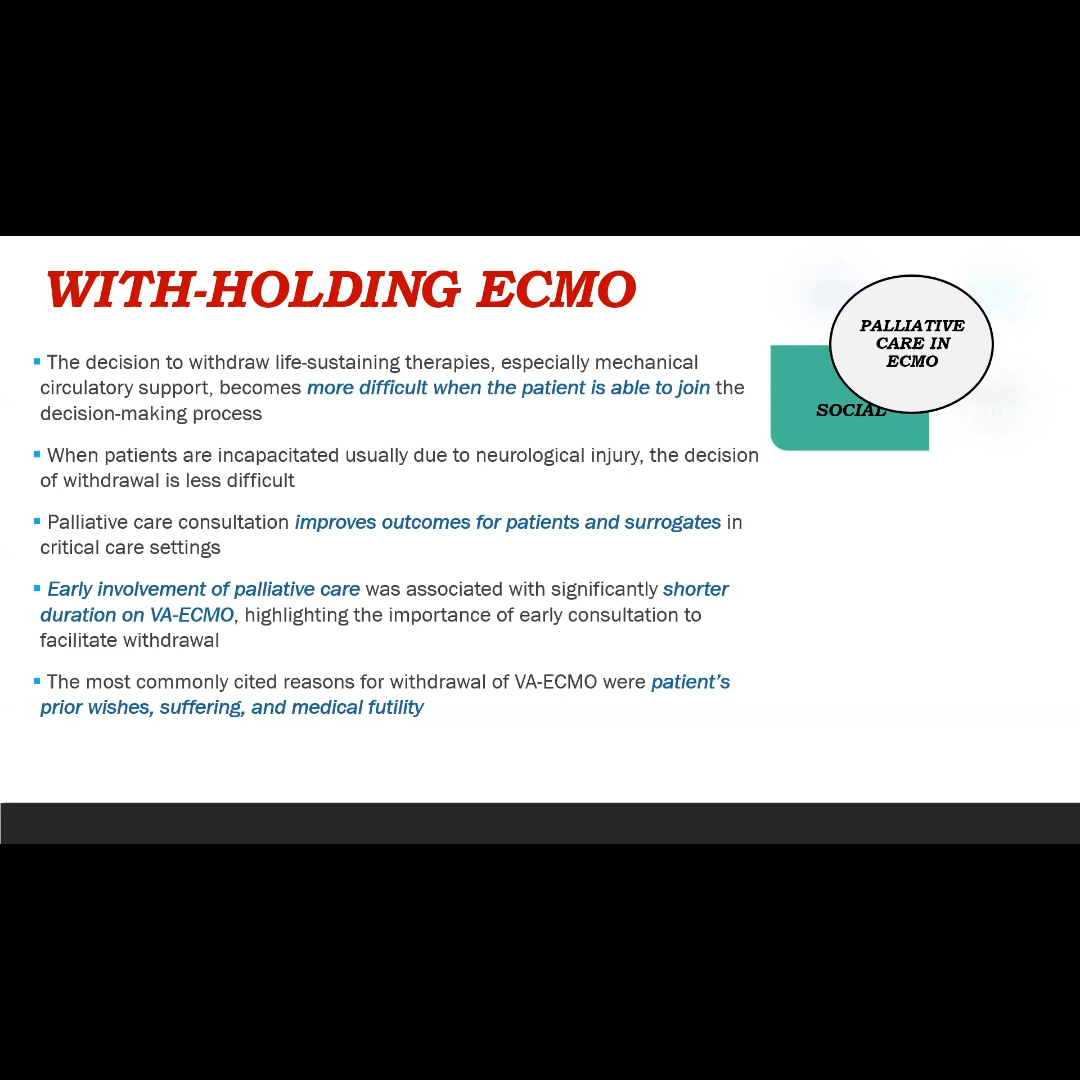 WITH-HOLDING ECMO
▪ The decision to withdraw life-sustaining therapies, especially mechanical
circulatory support, becomes more difficult when the patient is able to join the
decision-making process
▪ When patients are incapacitated usually due to neurological injury, the decision
of withdrawal is less difficult
▪ Palliative care consultation improves outcomes for patients and surrogates in
critical care settings
▪ Early involvement of palliative care was associated with significantly shorter
duration on VA-ECMO, highlighting the importance of early consultation to
facilitate withdrawal
▪ The most commonly cited reasons for withdrawal of VA-ECMO were patient’s
prior wishes, suffering, and medical futility
PALLIATIVE
CARE IN
ECMO
SOCIAL